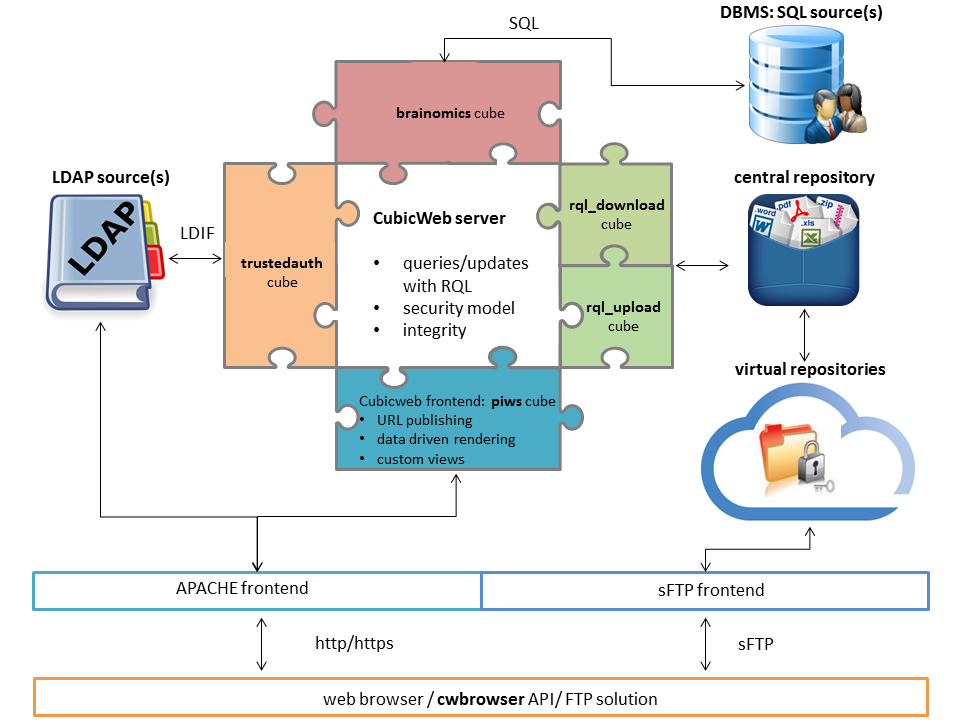 SQL
DBMS: SQL source(s)
brainomics cube
LDAP source(s)
LDAP
LDIF
trustedauth
cube
CubicWeb server
• queries/updates
with RQL
• security model
• integrity
rql_download
cube
rql_upload
cube
central repository
.word
.pdf
.zip
.xls
virtual repositories
Cubicweb frontend: piws cube
• URL publishing
• data driven rendering
• custom views
APACHE frontend
sFTP frontend
http/https
sFTP
web browser / cwbrowser API/ FTP solution